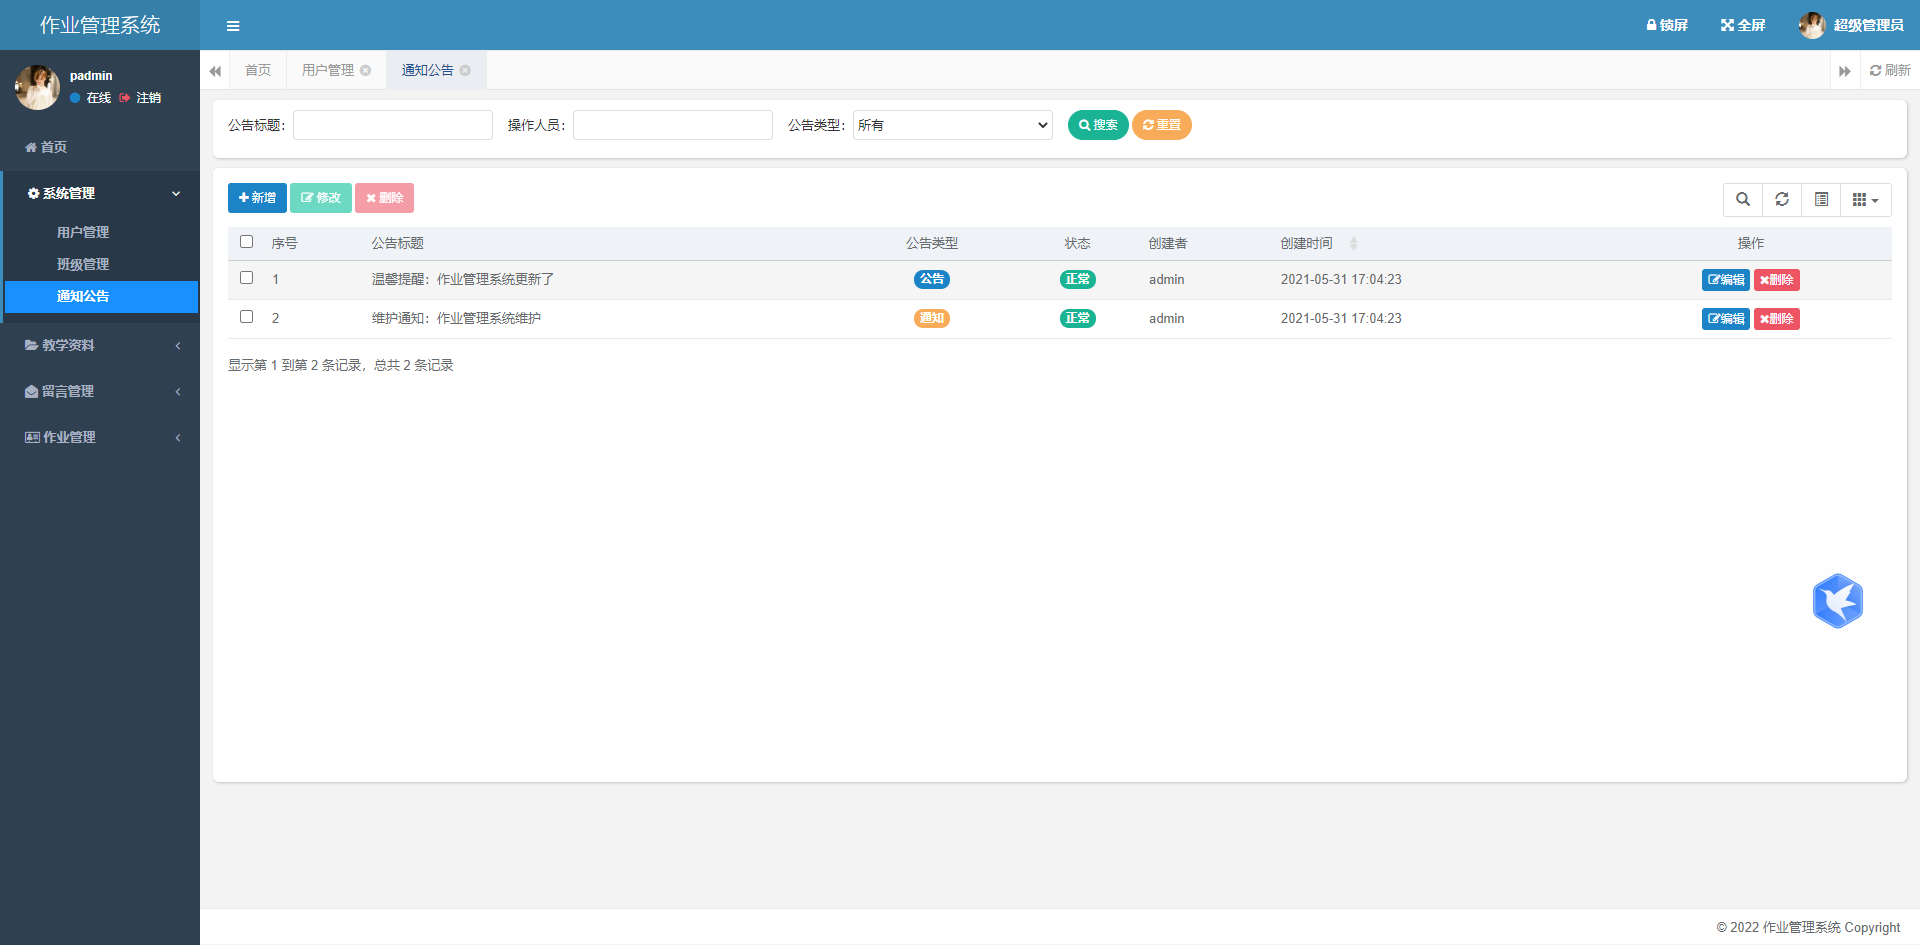 作业管理系统
锁屏 全屏 超级管理员
padmin
在线 注销
首页 用户管理 通知公告 刷新
首页
系统管理
用户管理
班级管理
通知公告
教学资料
留言管理
作业管理
公告标题： 操作人员： 公告类型： 所有 搜索 重置
新增 修改 删除
序号 公告标题 公告类型 状态 创建者 创建时间 操作
1 温馨提醒：作业管理系统更新了 公告 正常 admin 2021-05-31 17:04:23 编辑 删除
2 维护通知：作业管理系统维护 通知 正常 admin 2021-05-31 17:04:23 编辑 删除
显示第 1 到第 2 条记录，总共 2 条记录
© 2022 作业管理系统 Copyright